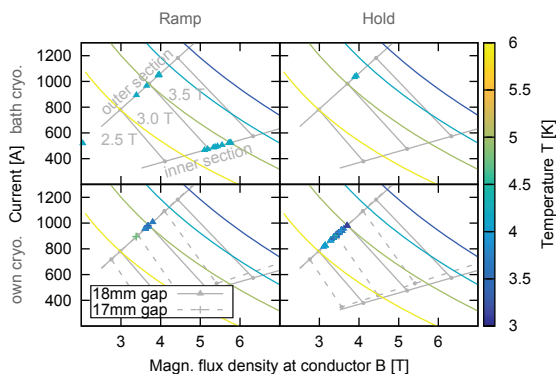 Ramp
Hold
bath cryo.
own cryo.
Current [A]
1200
1000
800
600
400
outer section
3.5 T
3.0 T
2.5 T
inner section
1200
1000
800
600
400
18mm gap
17mm gap
3 4 5 6 7
3 4 5 6 7
Magn. flux density at conductor B [T]
6
5.5
5
4.5
4
3.5
3
Temperature T [K]